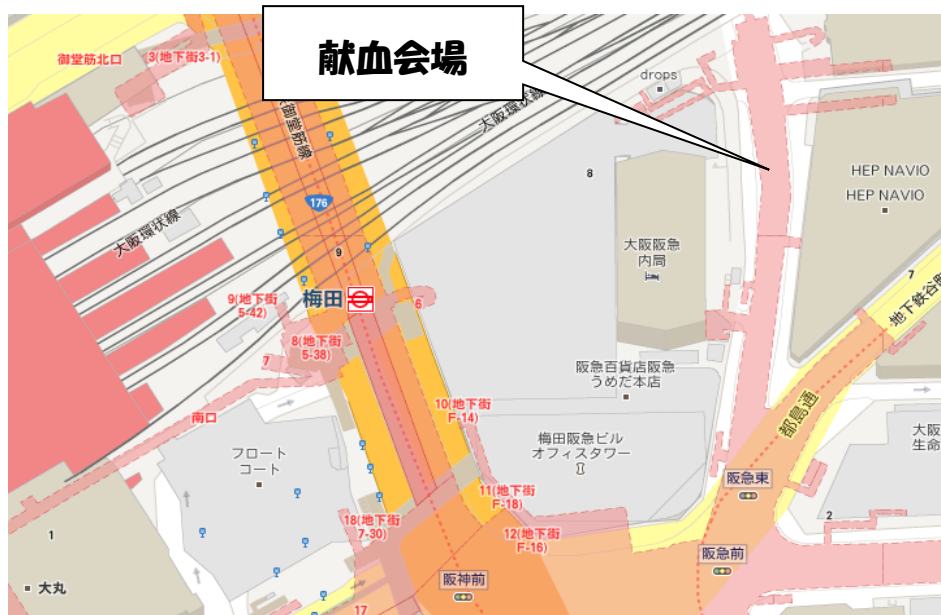 献血会場
御堂筋北口
3(地下街3-1)
御堂筋線
drops
大阪環状線
HEP NAVIO
HEP NAVIO
8
176
大阪環状線
9
大阪阪急
内局
7
地下鉄谷町
梅田
9(地下街
5-42)
6
8(地下街
5-38)
7
阪急百貨店阪急
うめだ本店
南口
10(地下街
F-14)
都島通
梅田阪急ビル
オフィスタワー
大阪
生命
フロート
コート
阪急東
11(地下街
F-18)
18(地下街
7-30)
12(地下街
F-16)
2
1
阪急前
大丸
阪神前
17